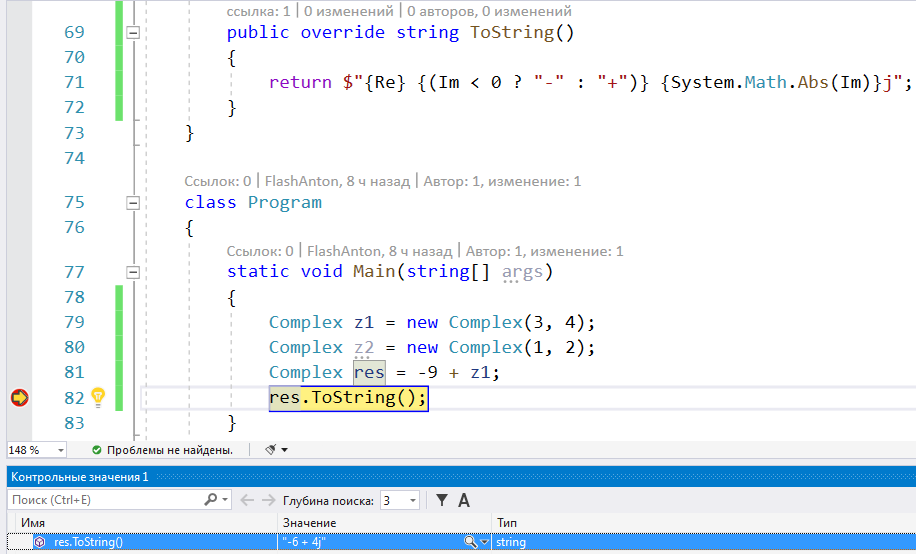 ссылка: 1 | 0 изменений | 0 авторов, 0 изменений
69 public override string ToString()
70 {
71 return $"{Re} {(Im < 0 ? "-" : "+")} {System.Math.Abs(Im)}j";
72 }
73 }
74
Ссылок: 0 | FlashAnton, 8 ч назад | Автор: 1, изменение: 1
75 class Program
76 {
Ссылок: 0 | FlashAnton, 8 ч назад | Автор: 1, изменение: 1
77 static void Main(string[] args)
78 {
79 Complex z1 = new Complex(3, 4);
80 Complex z2 = new Complex(1, 2);
81 Complex res = -9 + z1;
82 res.ToString();
83 }
148 % Проблемы не найдены.
Контрольные значения 1
Поиск (Ctrl+E) Глубина поиска: 3 A
Имя Значение Тип
res.ToString() "-6 + 4j" string